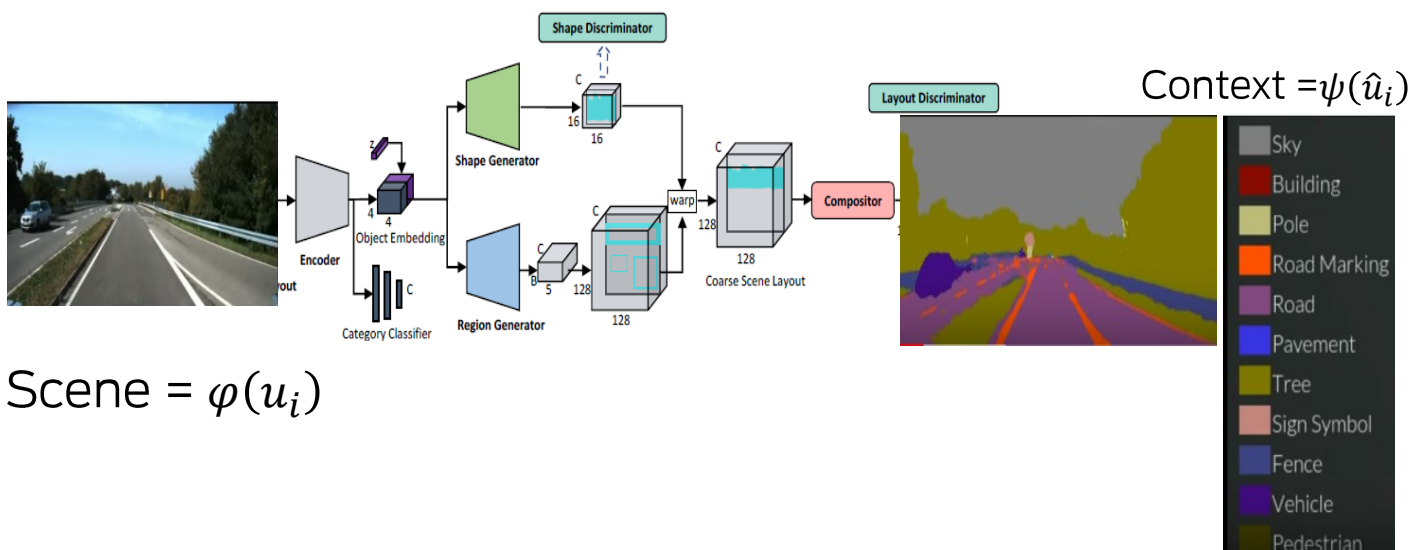 Shape Discriminator
Context =ψ(û_i)
C
Layout Discriminator
16
16
Shape Generator
z
C
4
4
Object Embedding
Encoder
warp
C
Compositor
128
128
Coarse Scene Layout
C
B
5
128
128
Region Generator
yout
C
Category Classifier
Scene = φ(u_i)
Sky
Building
Pole
Road Marking
Road
Pavement
Tree
Sign Symbol
Fence
Vehicle
Pedestrian